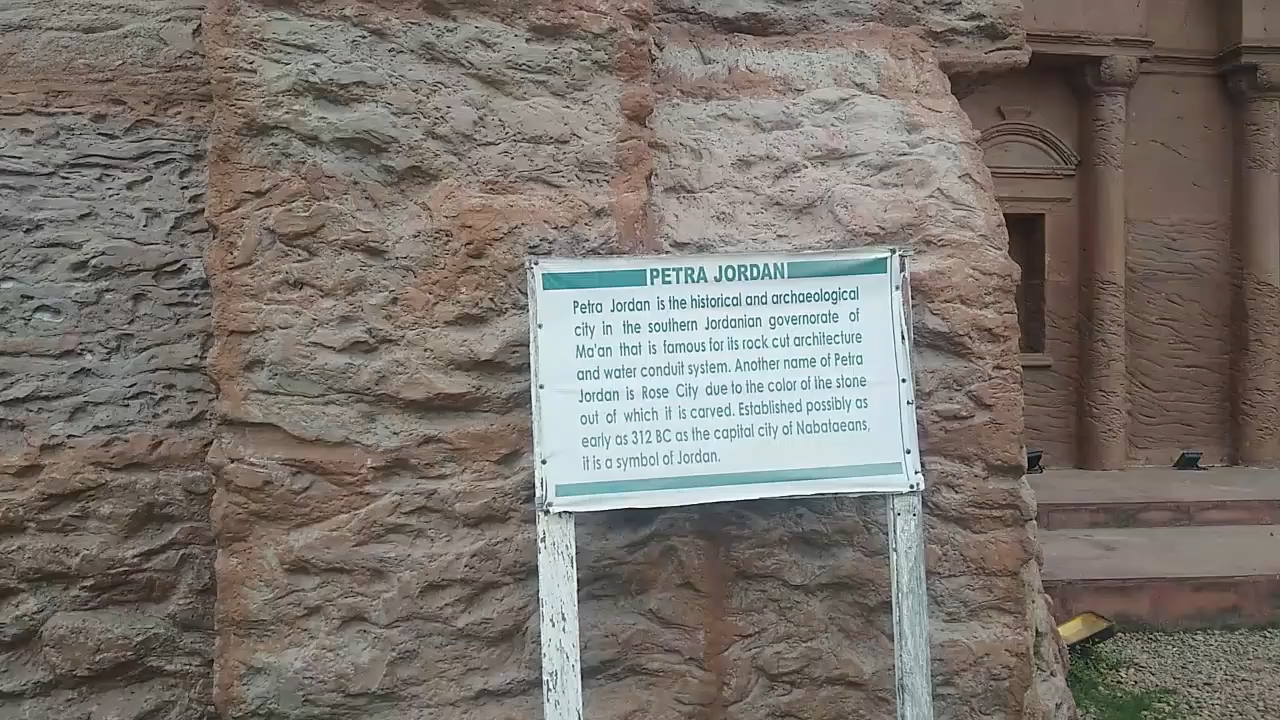 PETRA JORDAN
Petra Jordan is the historical and archaeological
city in the southern Jordanian governorate of
Ma'an that is famous for its rock cut architecture
and water conduit system. Another name of Petra
Jordan is Rose City due to the color of the stone
out of which it is carved. Established possibly as
early as 312 BC as the capital city of Nabataeans,
it is a symbol of Jordan.